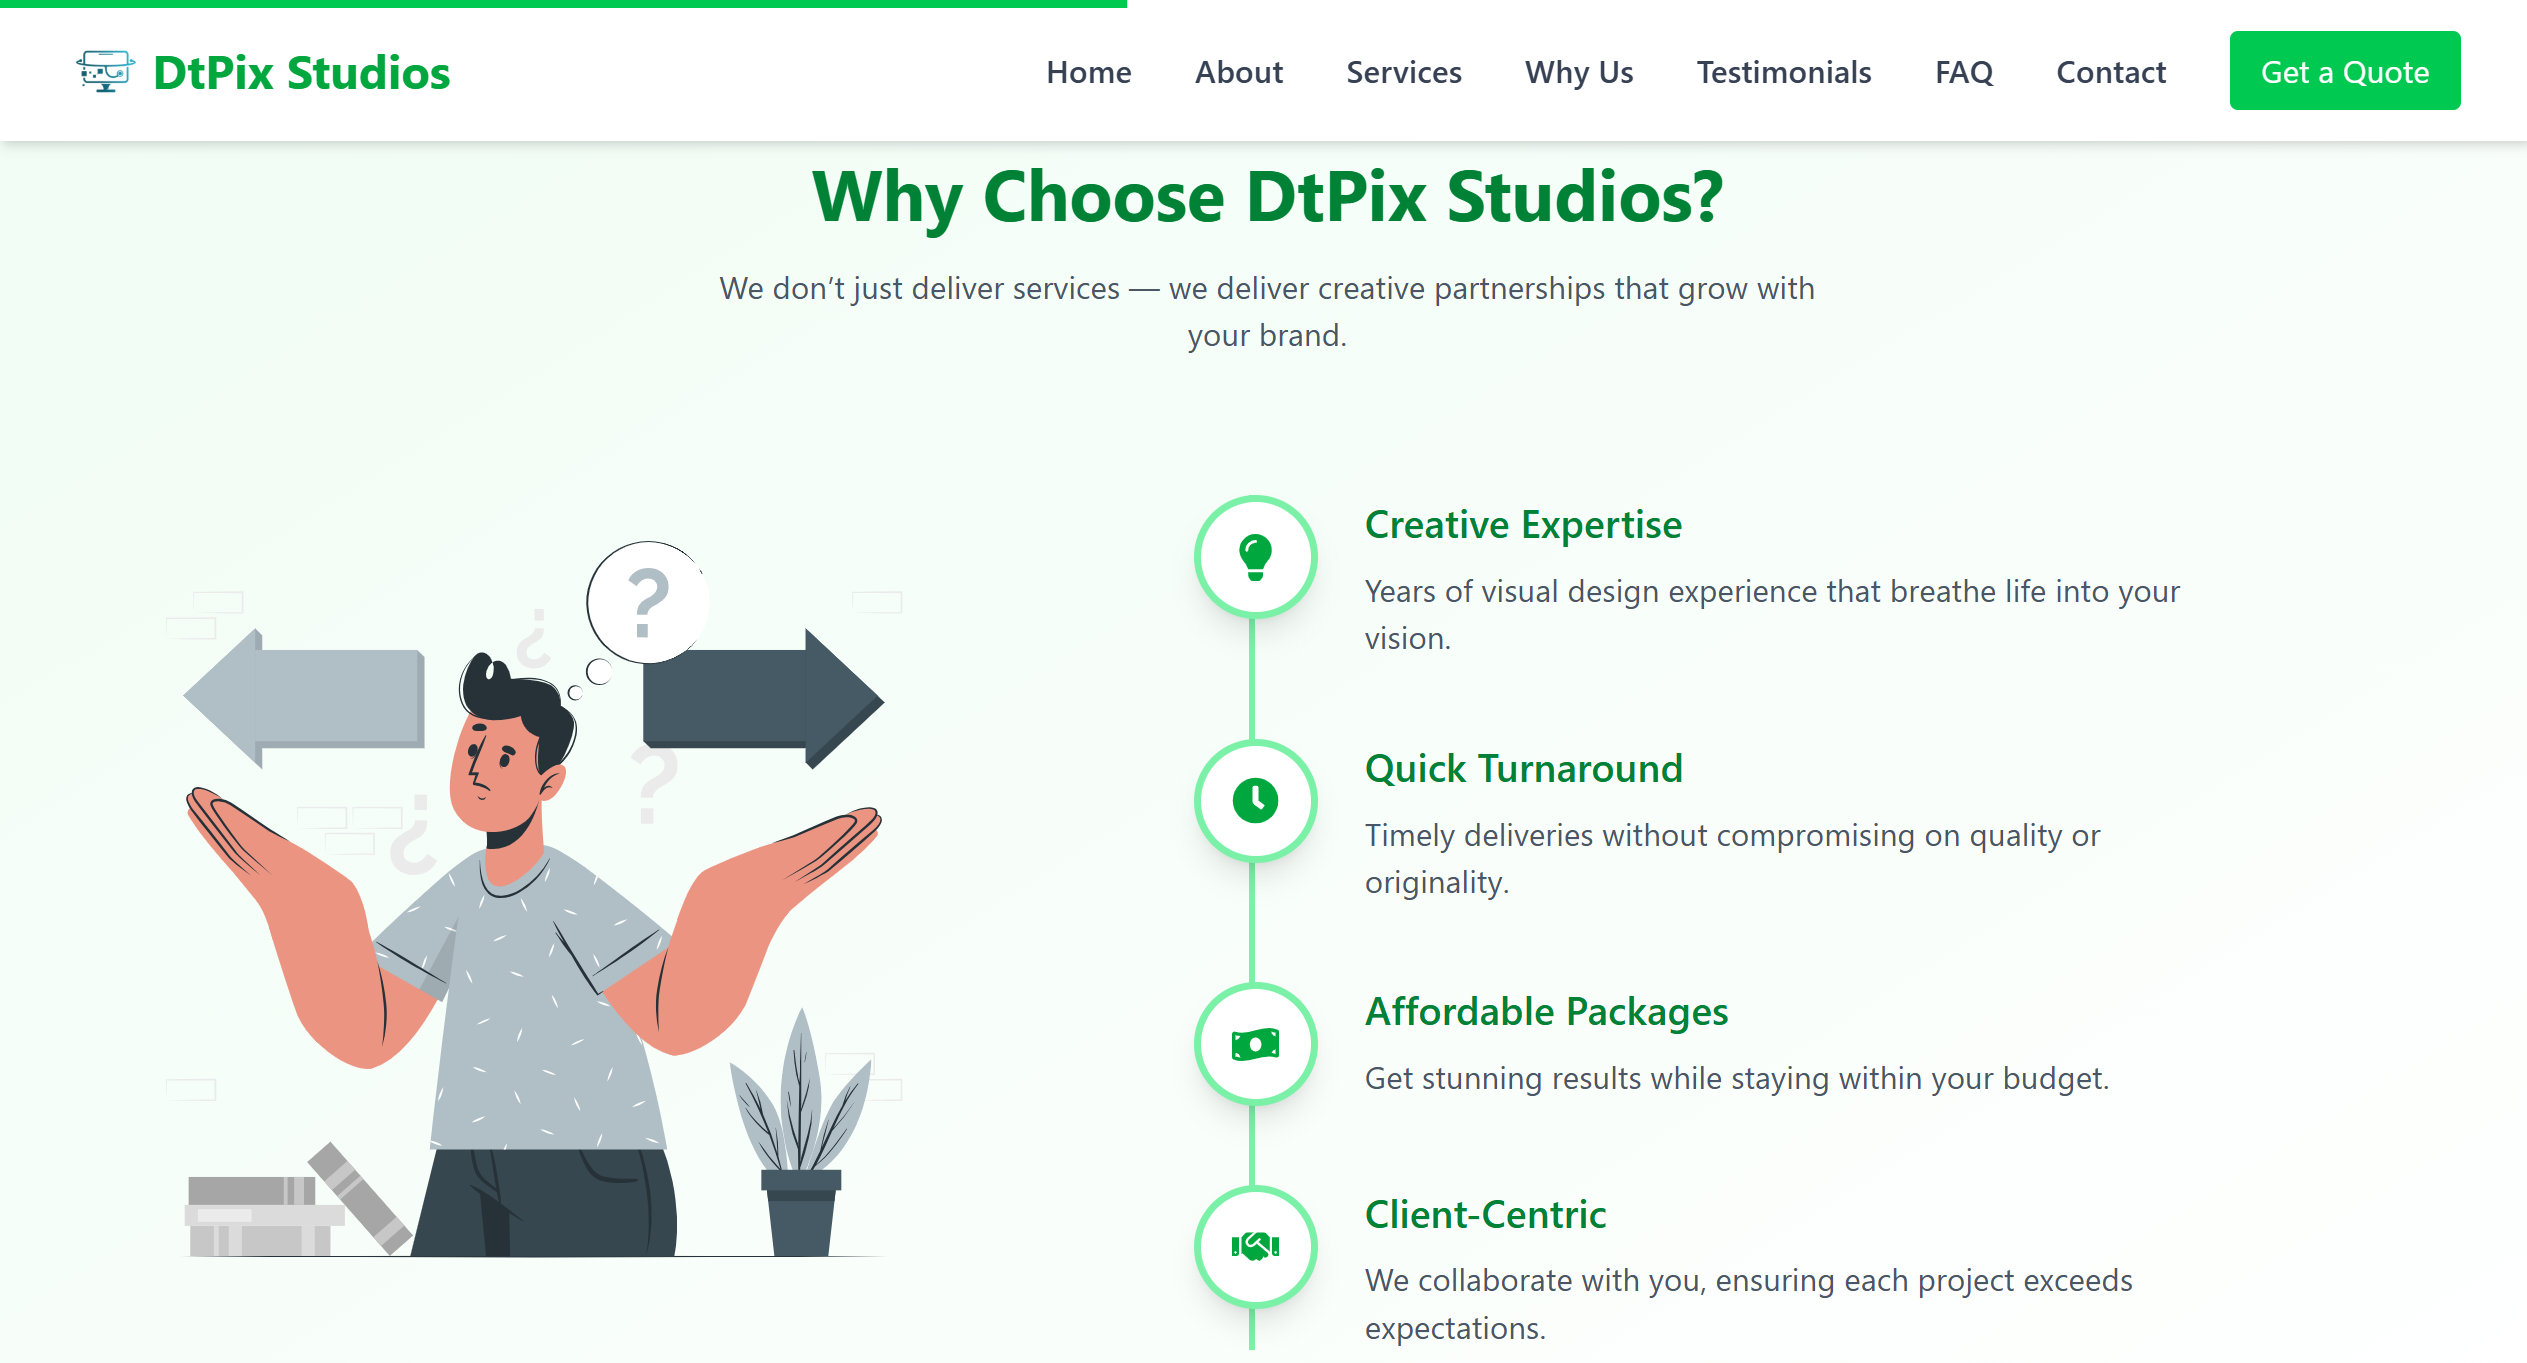 DtPix Studios
Home
About
Services
Why Us
Testimonials
FAQ
Contact
Get a Quote
Why Choose DtPix Studios?
We don’t just deliver services — we deliver creative partnerships that grow with
your brand.
?
?
?
?
Creative Expertise
Years of visual design experience that breathe life into your
vision.
Quick Turnaround
Timely deliveries without compromising on quality or
originality.
Affordable Packages
Get stunning results while staying within your budget.
Client-Centric
We collaborate with you, ensuring each project exceeds
expectations.